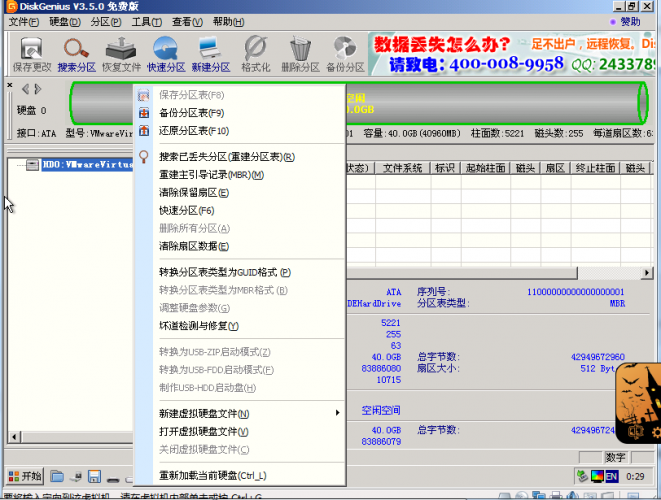 DiskGenius V3.5.0 免费版
文件(F) 硬盘(D) 分区(P) 工具(T) 查看(V) 帮助(H) 赞助
保存更改 搜索分区 恢复文件 快速分区 新建分区 格式化 删除分区 备份分区
数据丢失怎么办? 足不出户，远程恢复。
请致电: 400-008-9958 QQ: 2433789
硬盘 0
空闲
接口:ATA 容量:40.0GB(40960MB) 柱面数:5221 磁头数:255 每道扇区数:
保存分区表(F8)
备份分区表(F9)
还原分区表(F10)
搜索已丢失分区(重建分区表)(R)
重建主引导记录(MBR)(M)
清除保留扇区(E)
快速分区(F6)
删除所有分区(A)
清除扇区数据(E)
转换分区表类型为GUID格式 (P)
转换分区表类型为MBR格式 (B)
调整硬盘参数(G)
坏道检测与修复(Y)
转换为USB-ZIP启动模式(Z)
转换为USB-FDD启动模式(F)
制作USB-HDD启动盘(H)
新建虚拟硬盘文件(N)
打开虚拟硬盘文件(V)
关闭虚拟硬盘文件(C)
重新加载当前硬盘(Ctrl_L)
文件系统 标识 起始柱面 磁头 扇区 终止柱面 磁头
ATA 序列号: 11000000000000000001
DEHardDrive 分区表类型: MBR
5221
255
63
40.0GB 总字节数: 42949672960
83886080 扇区大小: 512
10715
空闲空间
40.0GB 总字节数:
83886079
数字
开始 EN 0:29